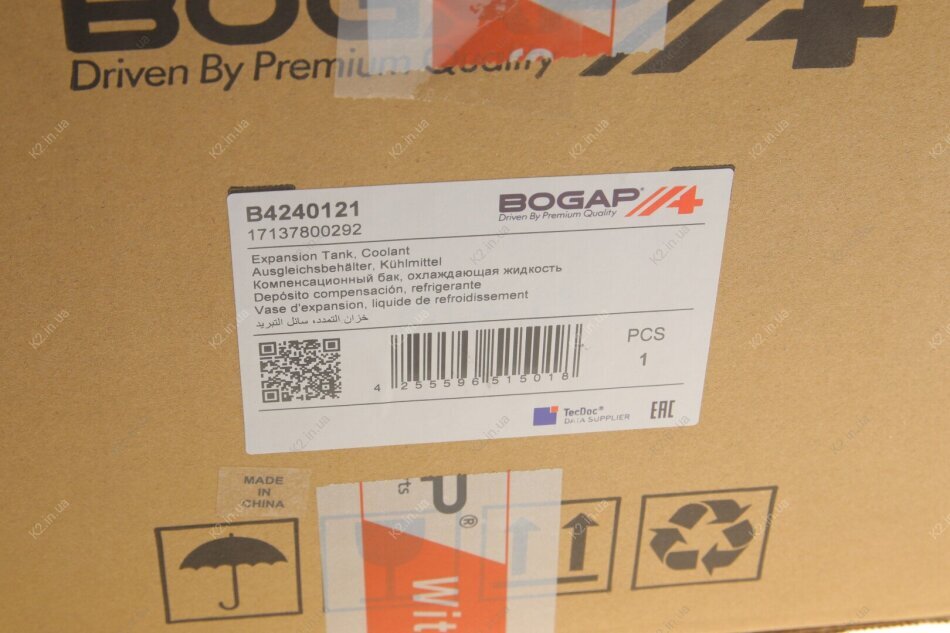 BOGAP
Driven By Premium Quality
B4240121
17137800292
BOGAP
Driven By Premium Quality
Expansion Tank, Coolant
Ausgleichsbehälter, Kühlmittel
Компенсационный бак, охлаждающая жидкость
Depósito compensación, refrigerante
Vase d'expansion, liquide de refroidissement
خزان التمدد، سائل التبريد
4 255596 515018
PCS
1
TecDoc®
DATA SUPPLIER
EAC
MADE
IN
CHINA
K2.in.ua